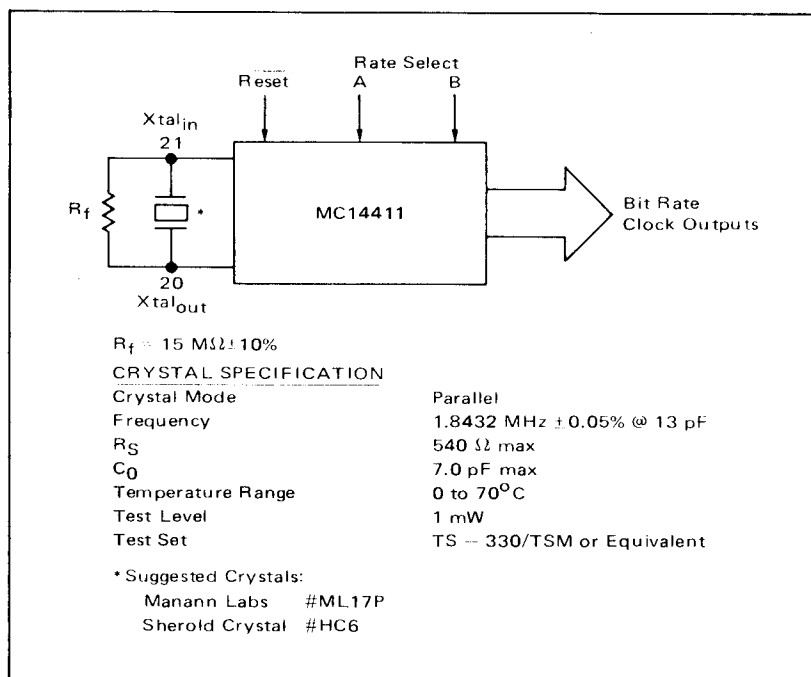 Rate Select
Reset A B
Xtalin
21
Rf
*
MC14411
Bit Rate
Clock Outputs
20
Xtalout
Rf = 15 MΩ±10%
CRYSTAL SPECIFICATION
Crystal Mode Parallel
Frequency 1.8432 MHz ±0.05% @ 13 pF
RS 540 Ω max
C0 7.0 pF max
Temperature Range 0 to 70°C
Test Level 1 mW
Test Set TS – 330/TSM or Equivalent
*Suggested Crystals:
Manann Labs #ML17P
Sherold Crystal #HC6